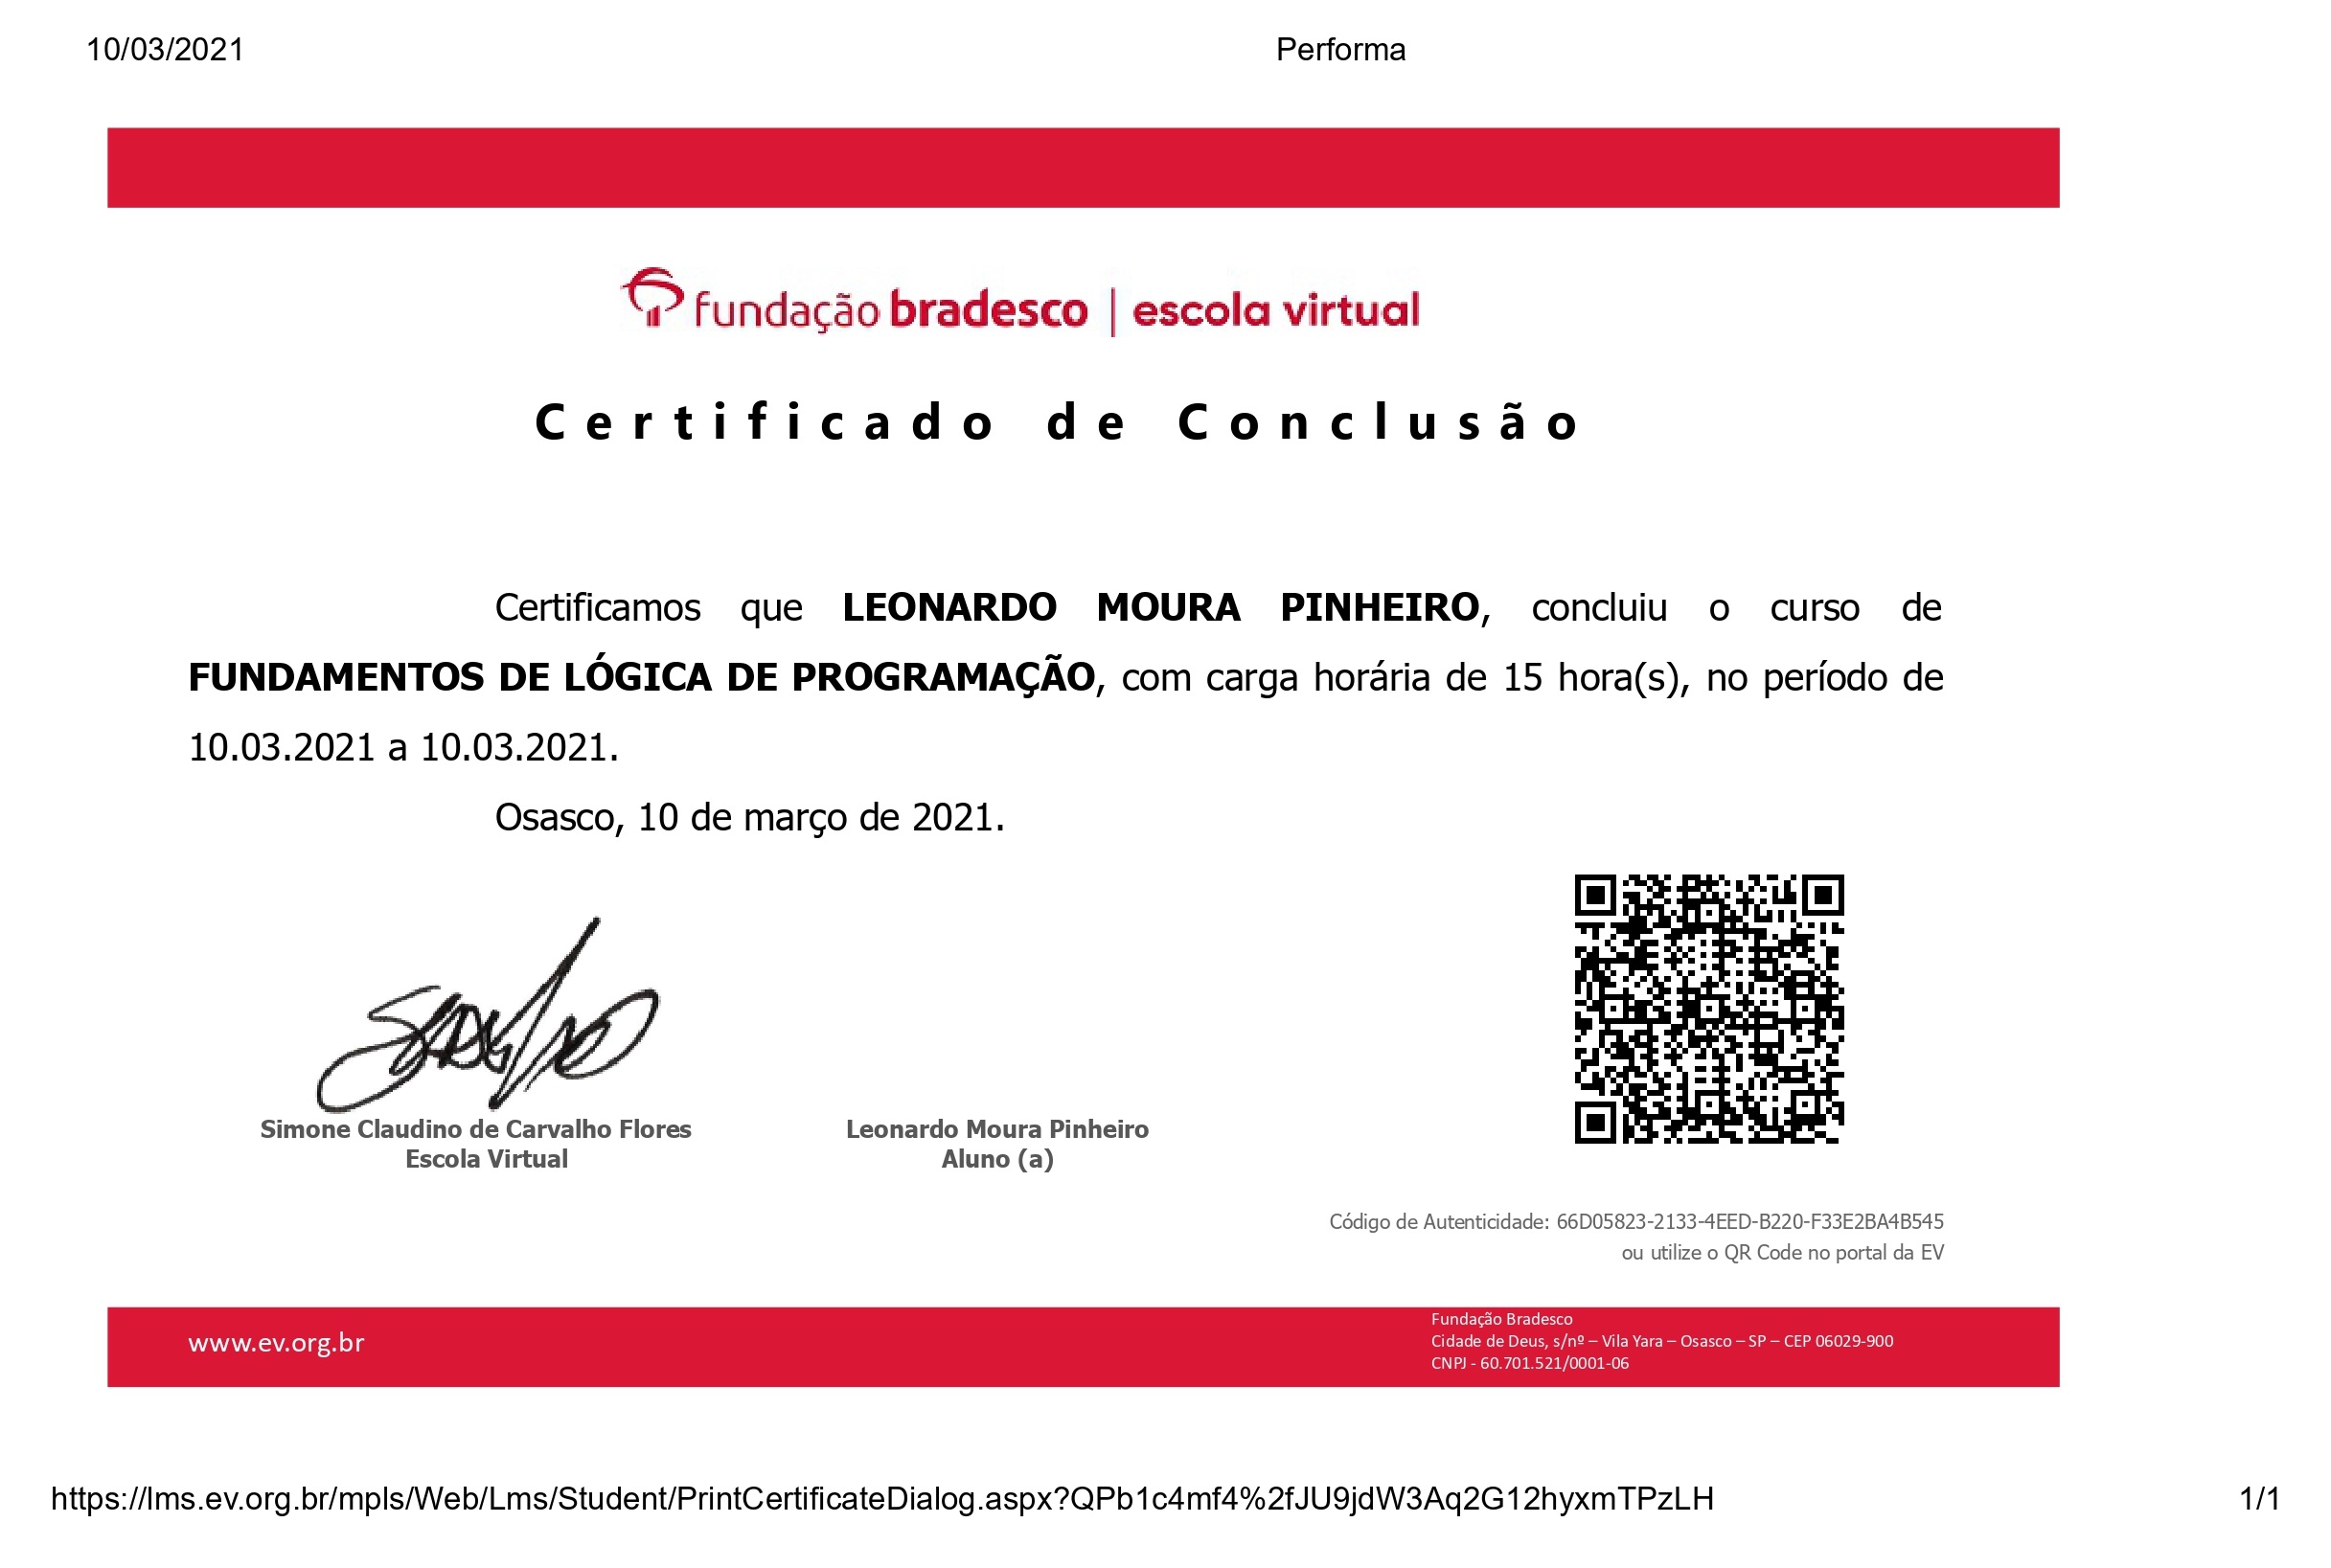 10/03/2021 Performa
fundação bradesco | escola virtual
Certificado de Conclusão
Certificamos que LEONARDO MOURA PINHEIRO, concluiu o curso de
FUNDAMENTOS DE LÓGICA DE PROGRAMAÇÃO, com carga horária de 15 hora(s), no período de
10.03.2021 a 10.03.2021.
Osasco, 10 de março de 2021.
Simone Claudino de Carvalho Flores
Escola Virtual
Leonardo Moura Pinheiro
Aluno (a)
Código de Autenticidade: 66D05823-2133-4EED-B220-F33E2BA4B545
ou utilize o QR Code no portal da EV
www.ev.org.br
Fundação Bradesco
Cidade de Deus, s/nº – Vila Yara – Osasco – SP – CEP 06029-900
CNPJ - 60.701.521/0001-06
https://lms.ev.org.br/mpls/Web/Lms/Student/PrintCertificateDialog.aspx?QPb1c4mf4%2fJU9jdW3Aq2G12hyxmTPzLH 1/1